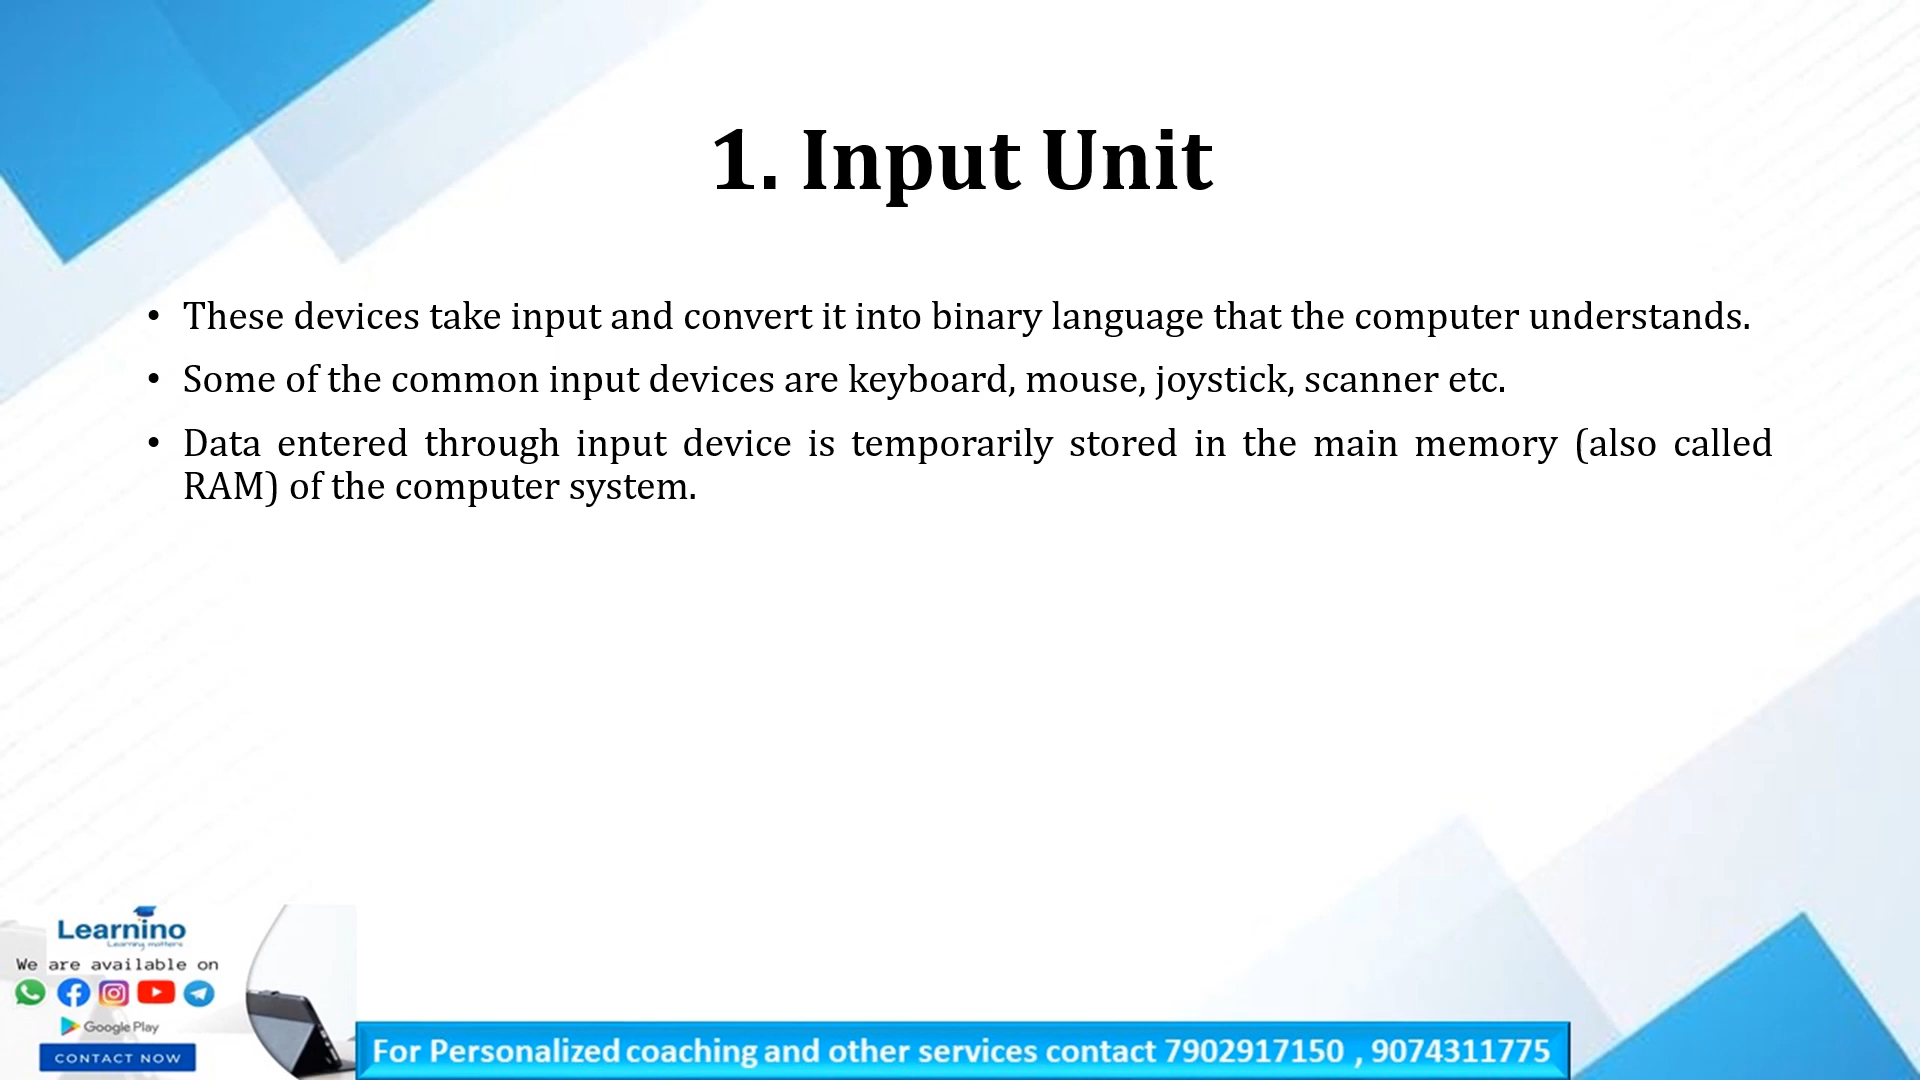 1. Input Unit
• These devices take input and convert it into binary language that the computer understands.
• Some of the common input devices are keyboard, mouse, joystick, scanner etc.
• Data entered through input device is temporarily stored in the main memory (also called
RAM) of the computer system.
Learnino
Learning matters
We are available on
Google Play
CONTACT NOW
For Personalized coaching and other services contact 7902917150 , 9074311775